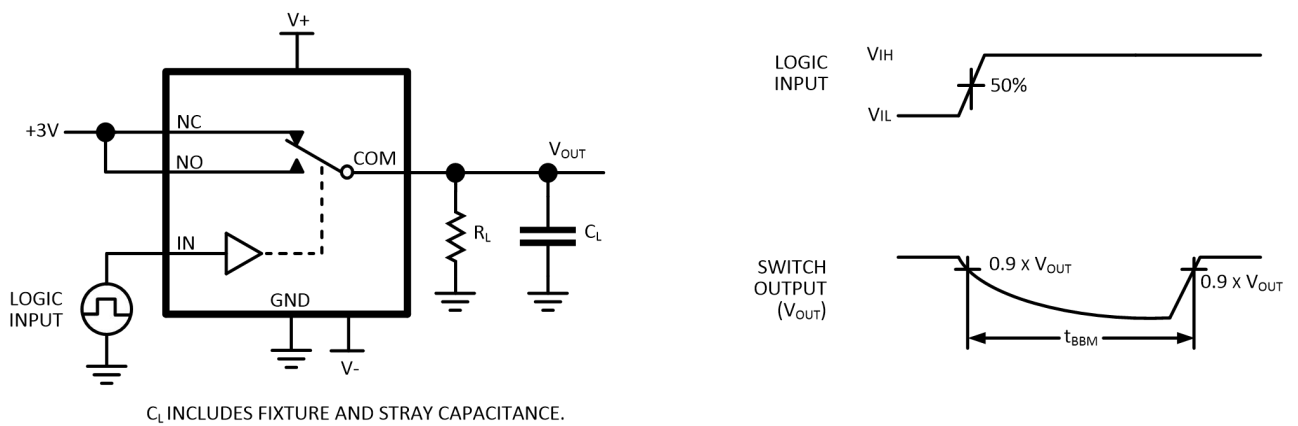 V+
+3V
NC
NO
COM
VOUT
IN
RL
CL
LOGIC
INPUT
GND
V-
CL INCLUDES FIXTURE AND STRAY CAPACITANCE.
LOGIC
INPUT
VIH
VIL
50%
SWITCH
OUTPUT
(VOUT)
0.9 x VOUT
0.9 x VOUT
tBBM